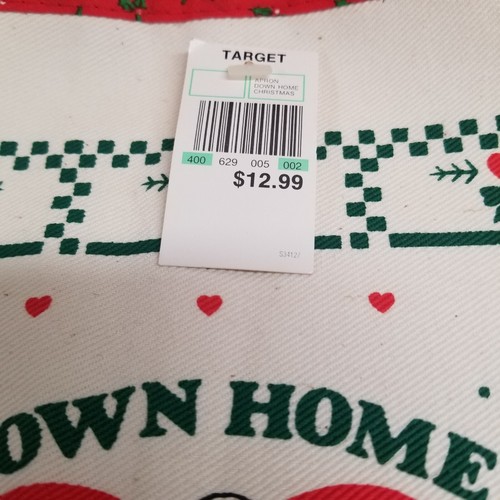 TARGET
APRON
DOWN HOME
CHRISTMAS
400 629 005 002
$12.99
OWN HOME